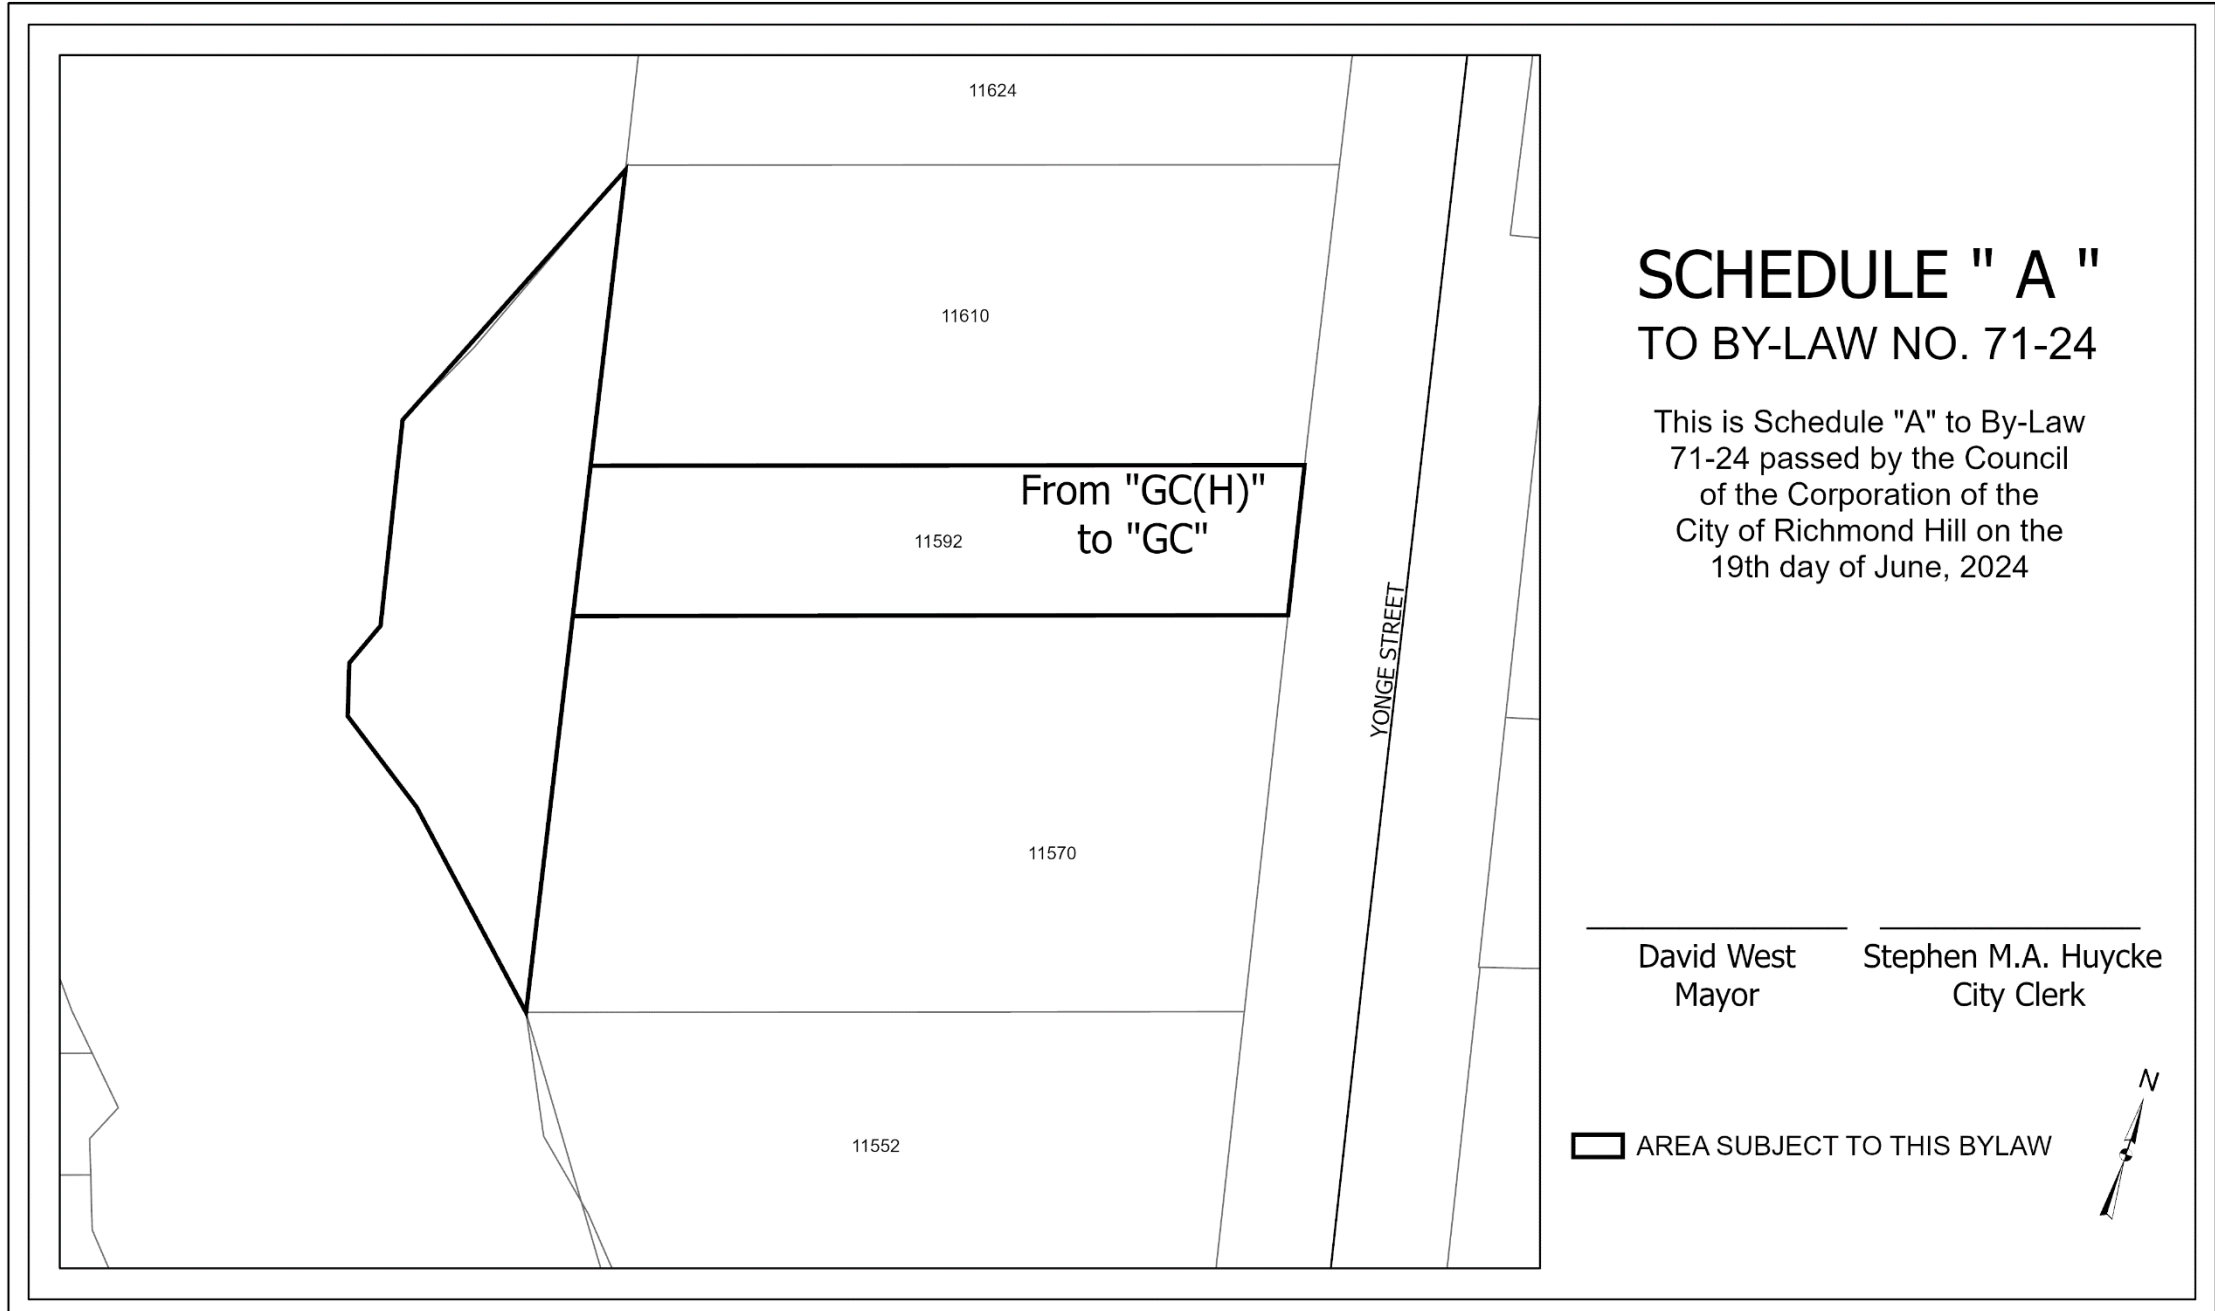 11624
11610
From "GC(H)"
to "GC"
11592
YONGE STREET
11570
11552
SCHEDULE " A "
TO BY-LAW NO. 71-24
This is Schedule "A" to By-Law
71-24 passed by the Council
of the Corporation of the
City of Richmond Hill on the
19th day of June, 2024
David West
Mayor
Stephen M.A. Huycke
City Clerk
N
AREA SUBJECT TO THIS BYLAW